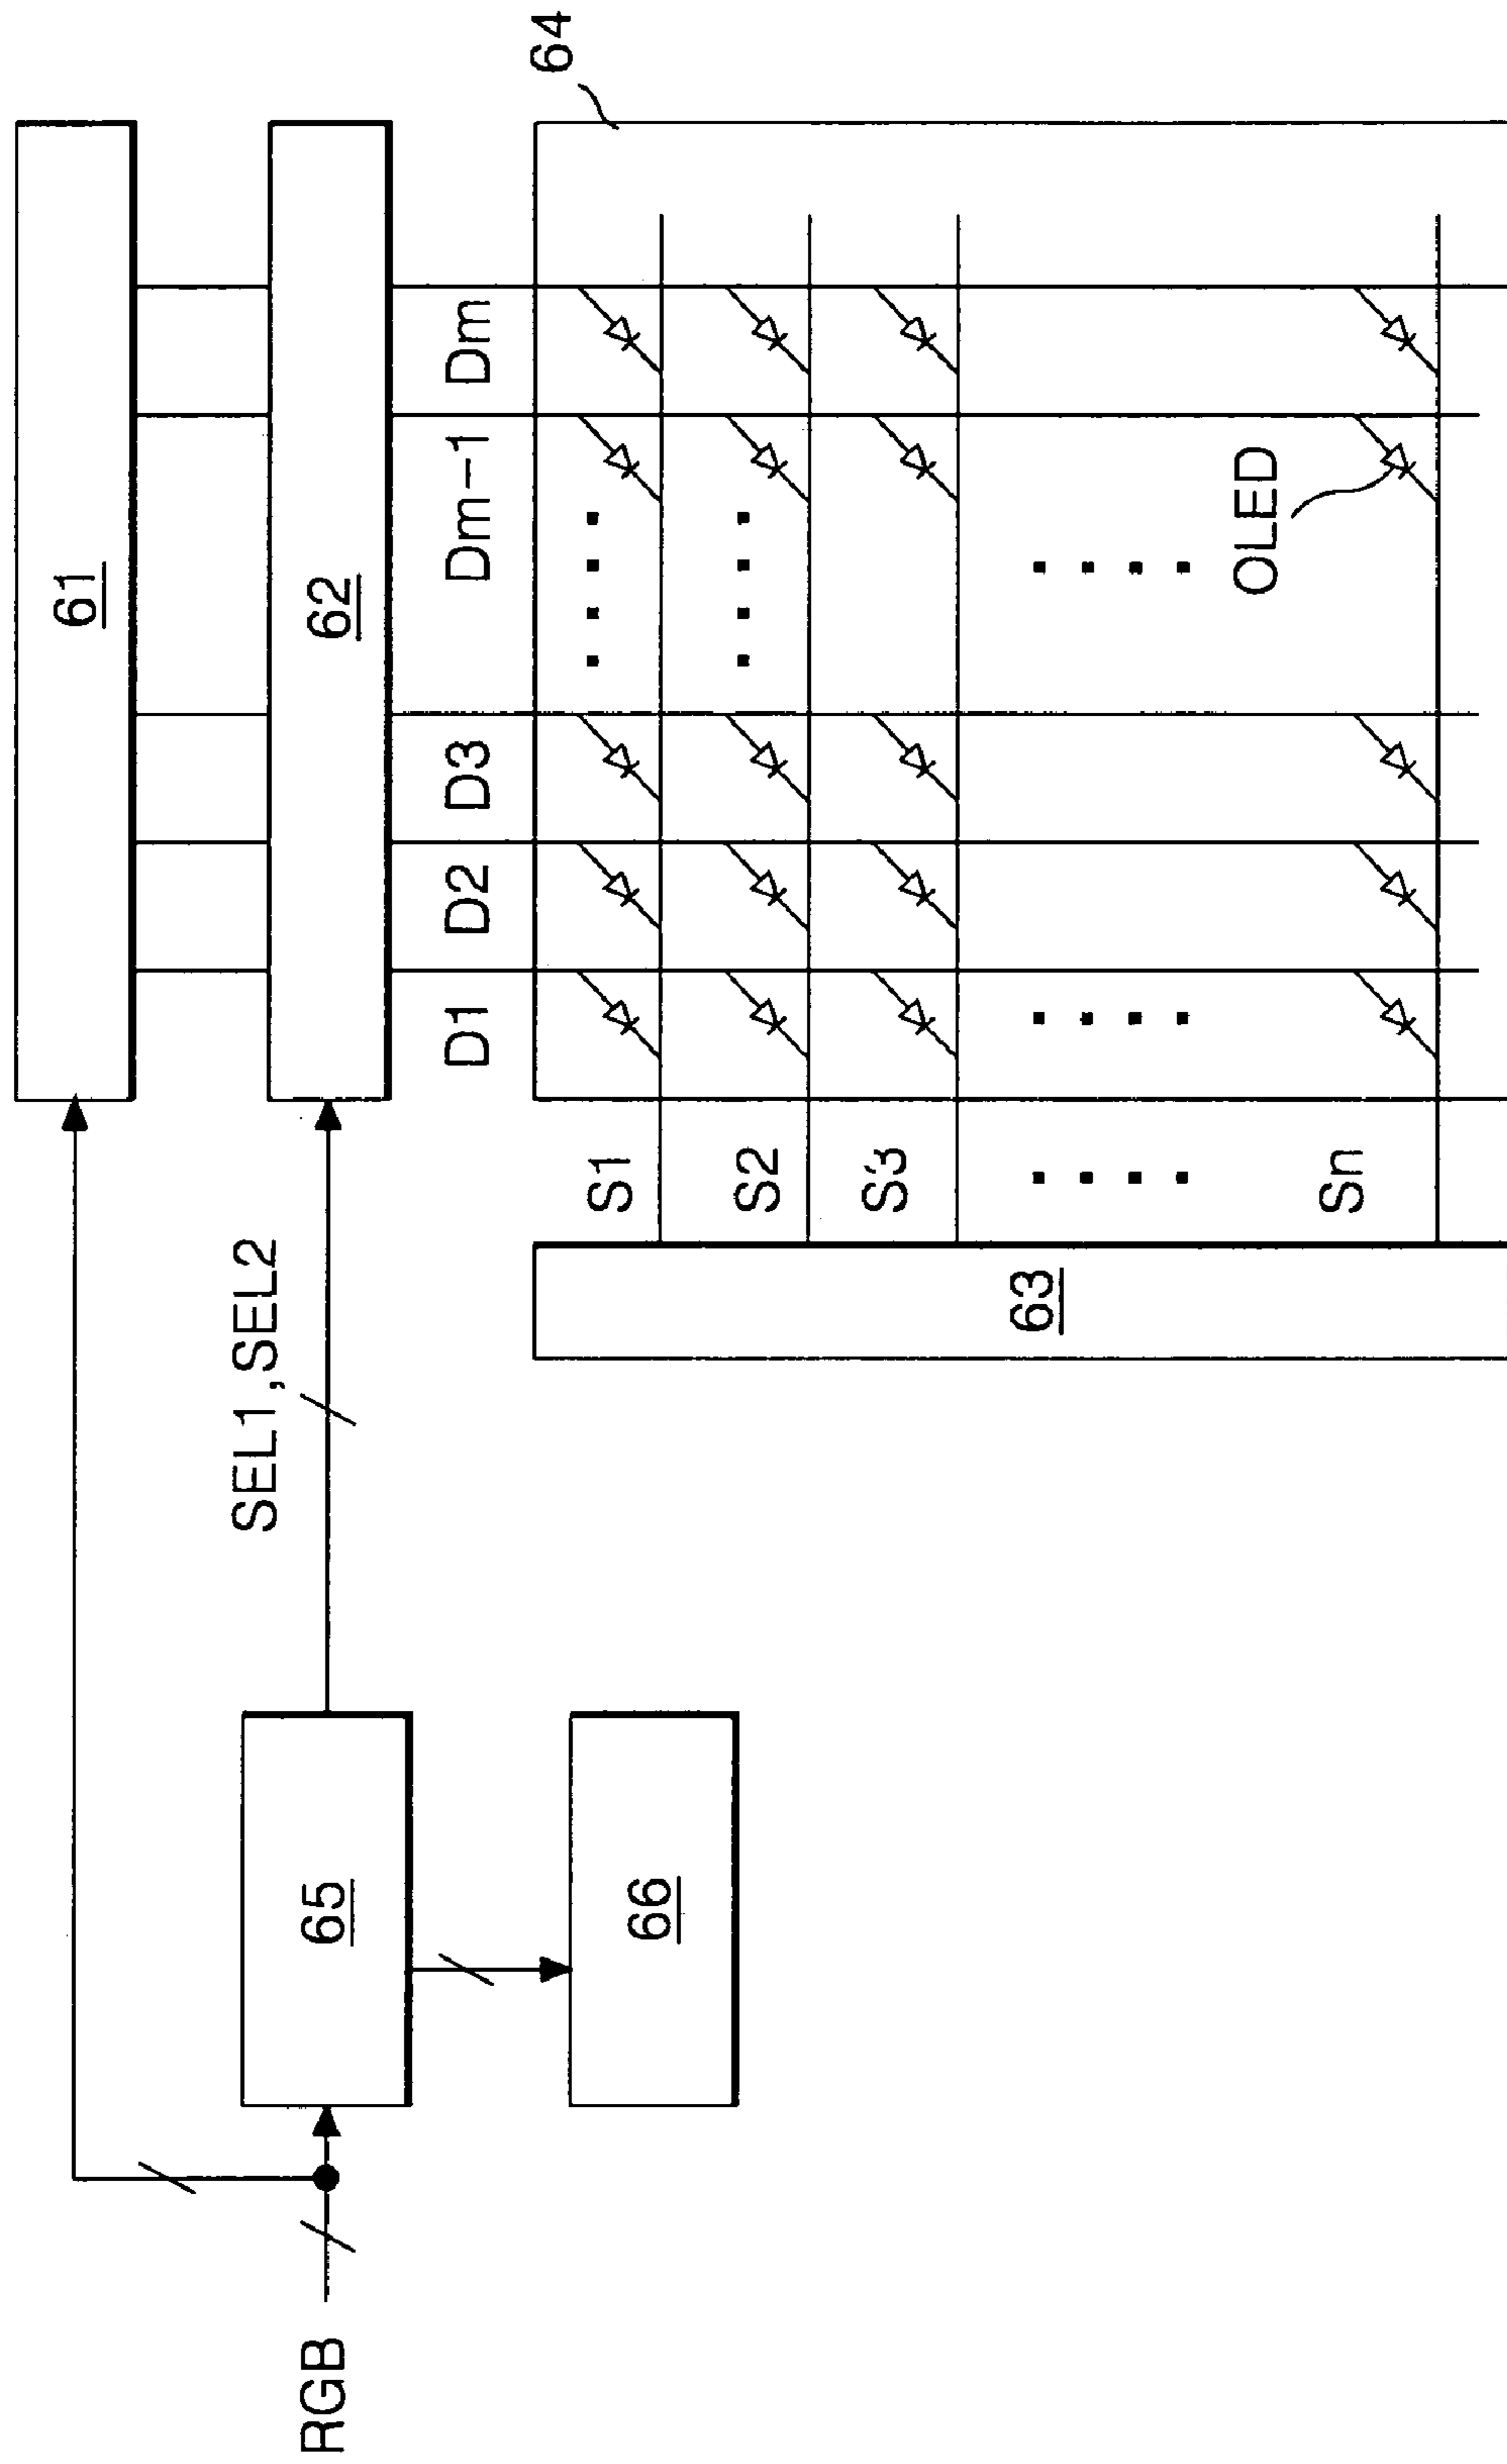 61
62
64
D1 D2 D3 Dm-1 Dm
SEL1,SEL2
S1
S2
S3
Sn
OLED
63
RGB
65
66